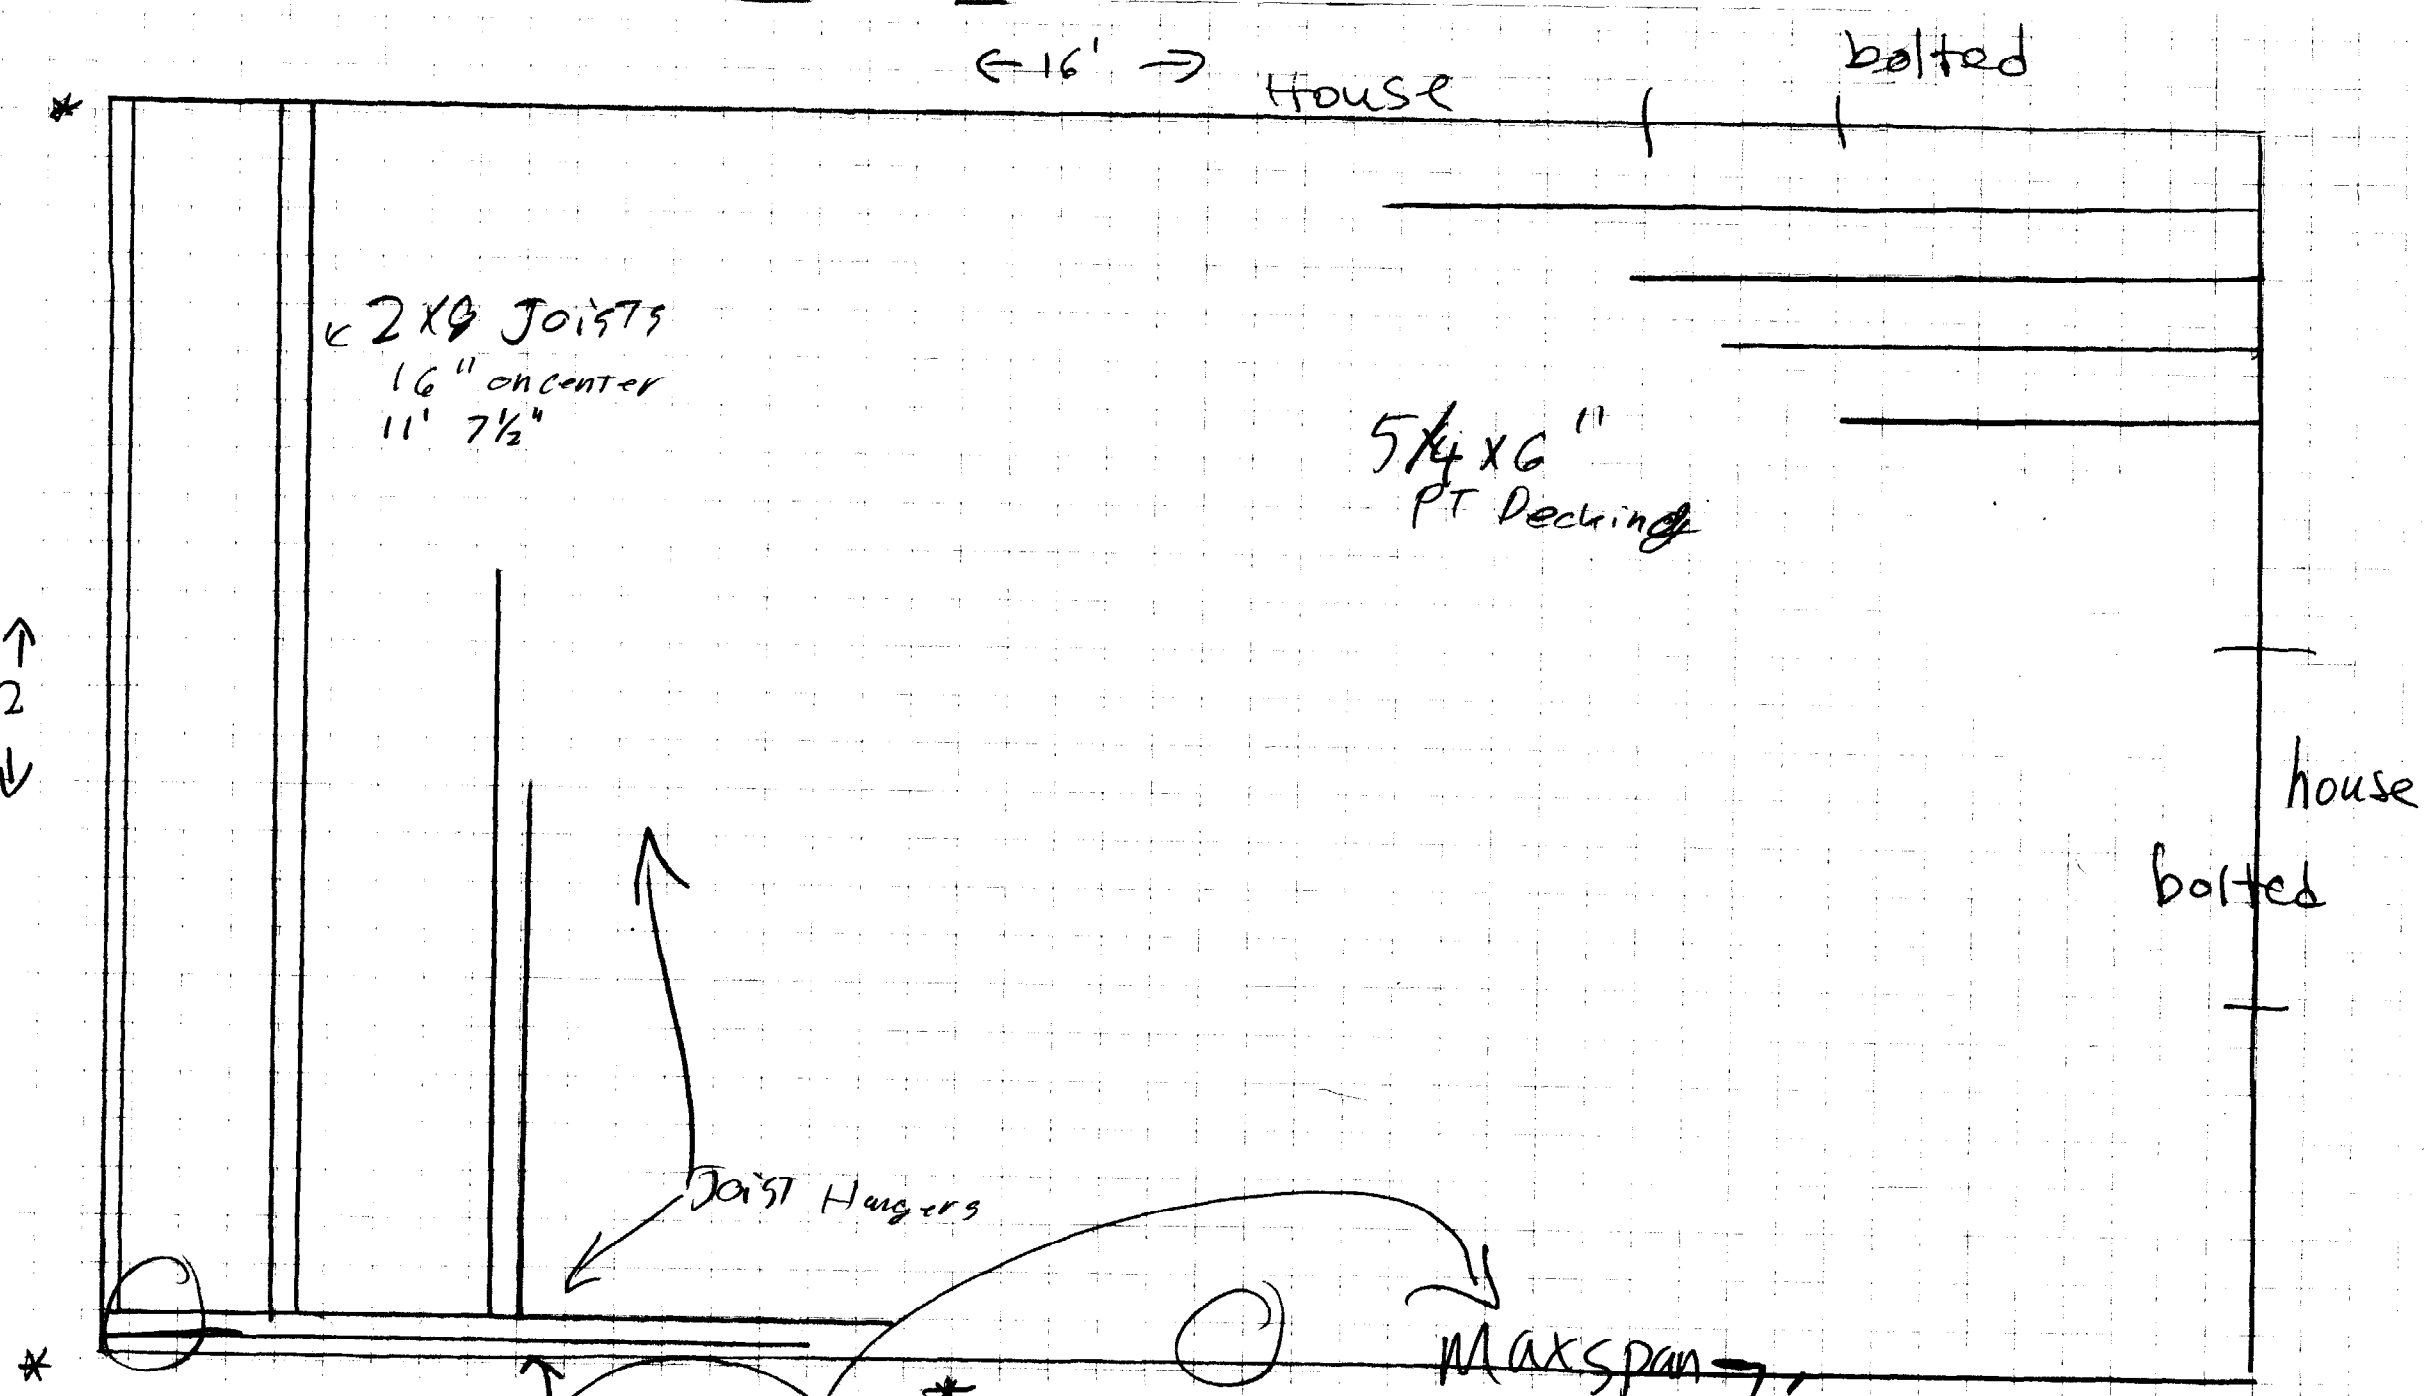 ←16' →
House
bolted
2x8 Joists
16" on center
11' 7½"
5/4 x 6"
PT Decking
2
house
bolted
Joist Hangers
Maxspan→